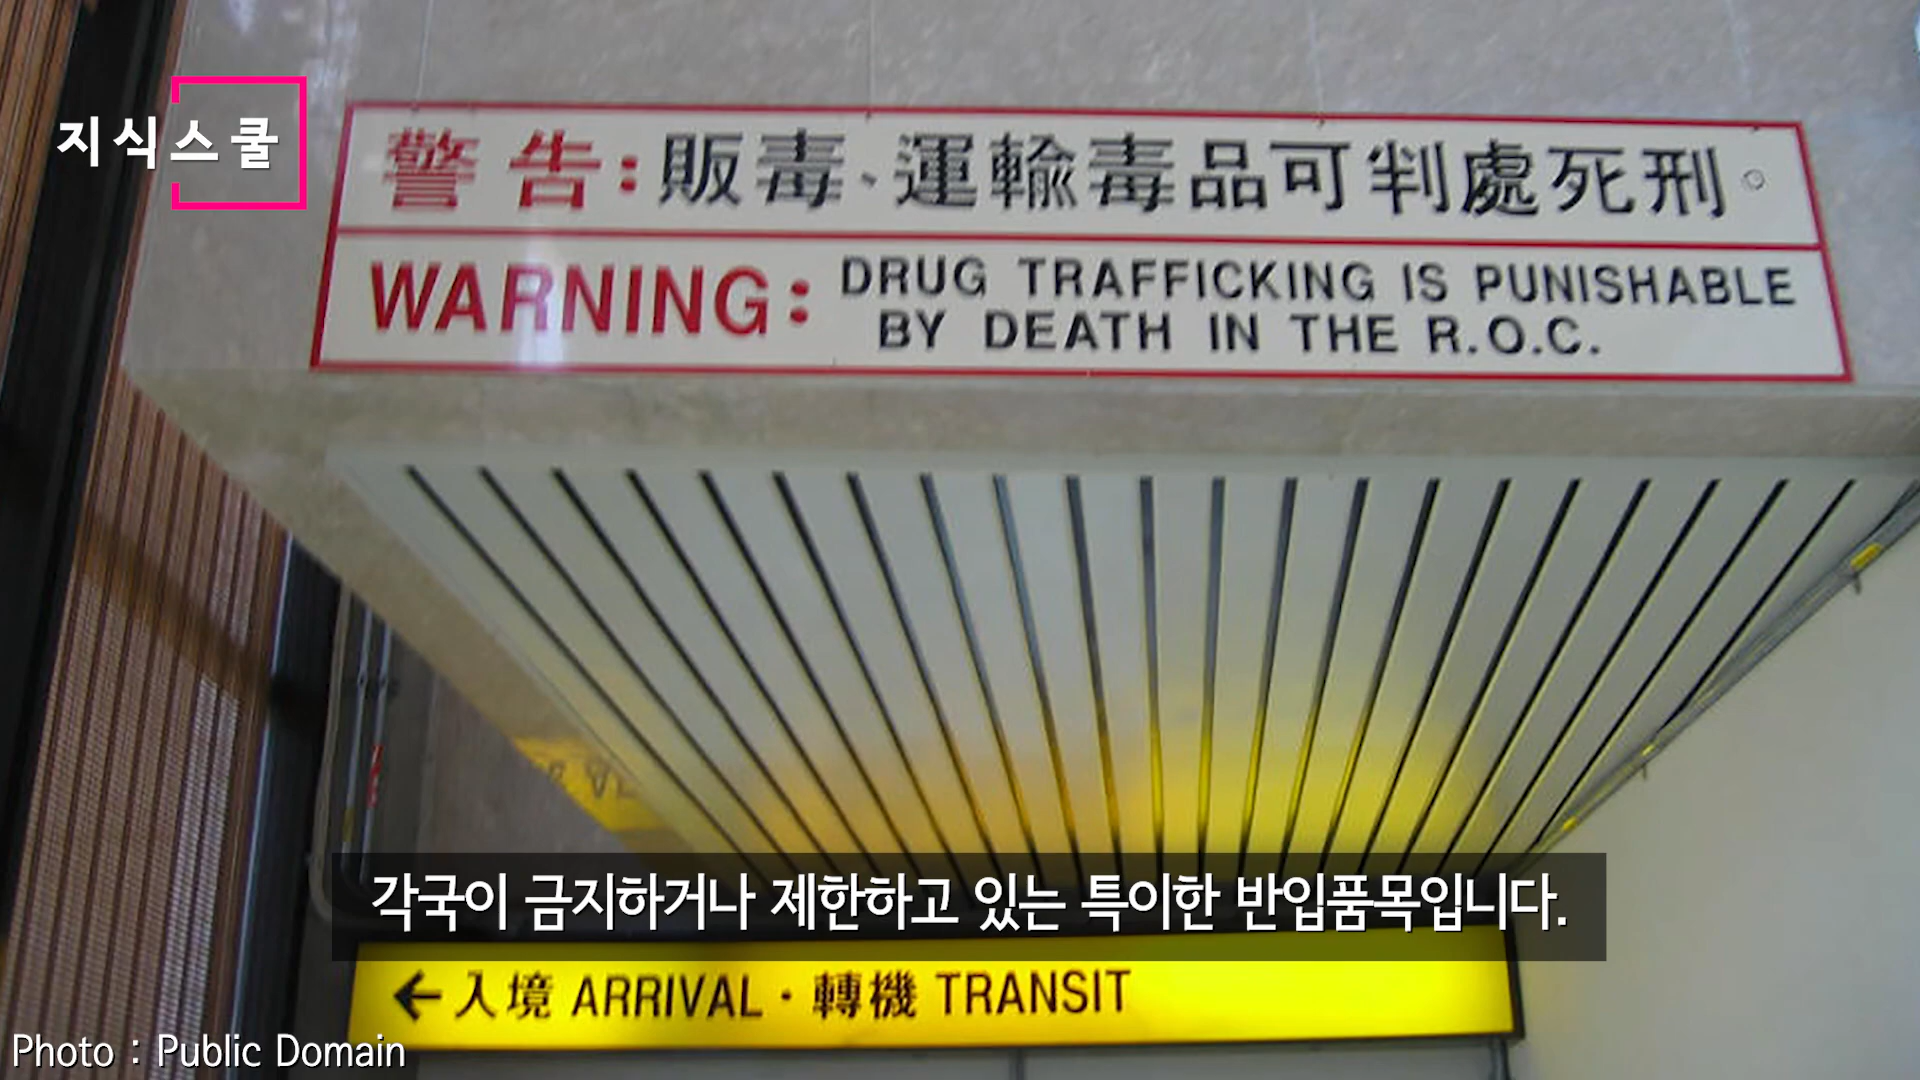 지식스쿨
警告:販毒、運輸毒品可判處死刑。
WARNING: DRUG TRAFFICKING IS PUNISHABLE
BY DEATH IN THE R.O.C.
각국이 금지하거나 제한하고 있는 특이한 반입품목입니다.
←入境 ARRIVAL · 轉機 TRANSIT
Photo : Public Domain